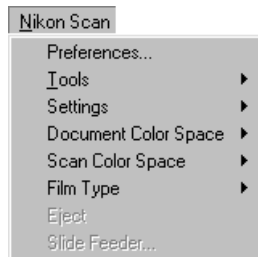 Nikon Scan
Preferences...
Tools
Settings
Document Color Space
Scan Color Space
Film Type
Eject
Slide Feeder...